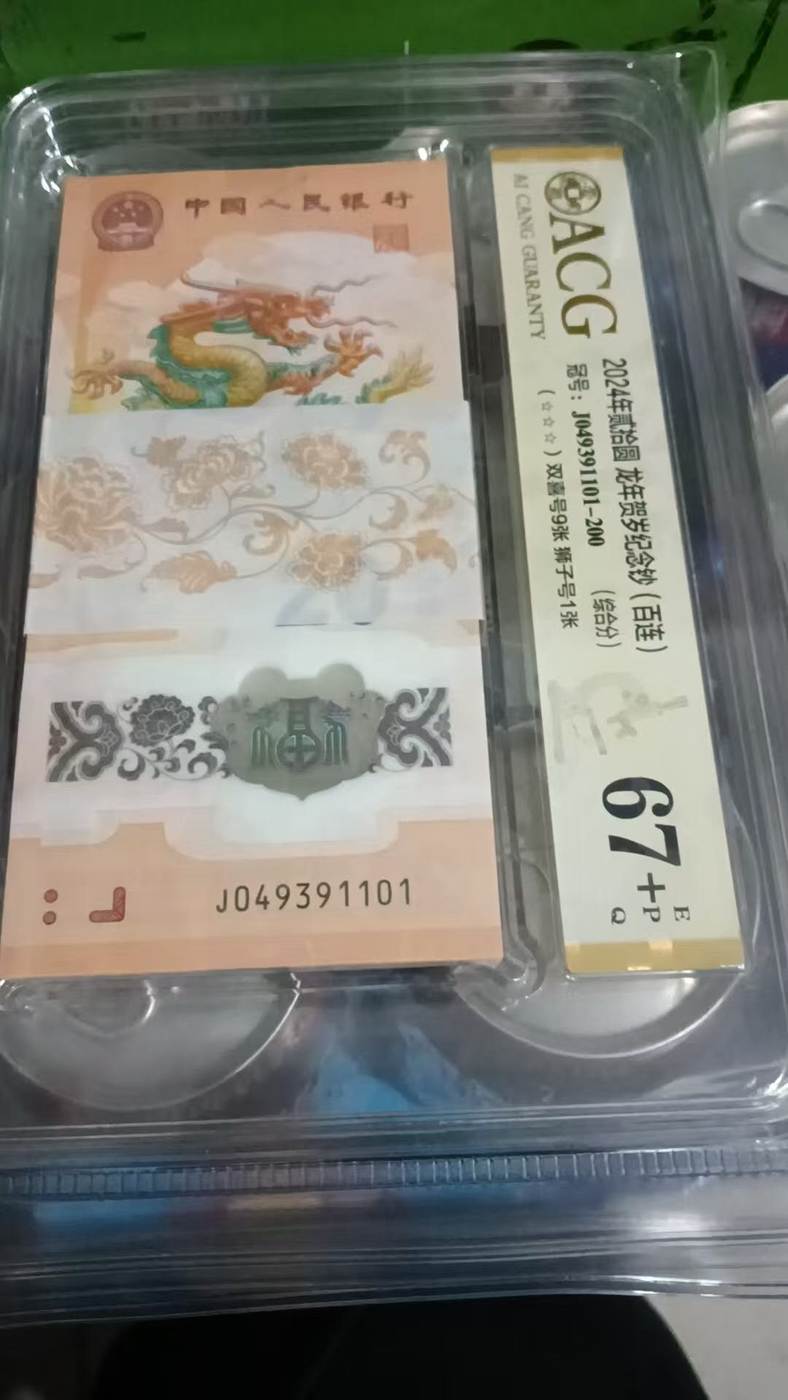 中国人民银行
福
J049391101
ACG
AI CANG GUARANTY
2024年贰拾圆 龙年贺岁纪念钞（百连）
冠号：J049391101-200 （综合分）
（☆☆☆）双喜号9张 狮子号1张
67+
E
P
Q